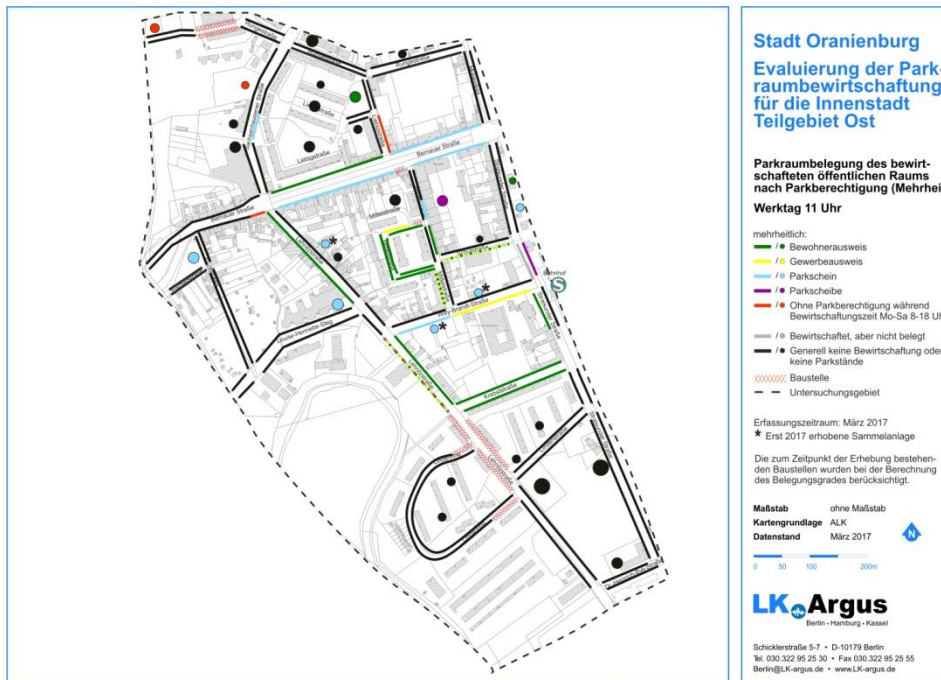 Stadt Oranienburg
Evaluierung der Park-
raumbewirtschaftung
für die Innenstadt
Teilgebiet Ost
Parkraumbelegung des bewirt-
schafteten öffentlichen Raums
nach Parkberechtigung (Mehrhei
Werktag 11 Uhr
mehrheitlich:
/ Bewohnerausweis
/ Gewerbeausweis
/ Parkschein
/ Parkscheibe
/ Ohne Parkberechtigung während
Bewirtschaftungszeit Mo-Sa 8-18 Uh
/ Bewirtschaftet, aber nicht belegt
/ Generell keine Bewirtschaftung oder
keine Parkstände
Baustelle
Untersuchungsgebiet
Erfassungszeitraum: März 2017
* Erst 2017 erhobene Sammelanlage
Die zum Zeitpunkt der Erhebung bestehen-
den Baustellen wurden bei der Berechnung
des Belegungsgrades berücksichtigt.
Maßstab ohne Maßstab
Kartengrundlage ALK
Datenstand März 2017
N
0 50 100 200m
LK Argus
Berlin • Hamburg • Kassel
Schicklerstraße 5-7 • D-10179 Berlin
Tel. 030.322 95 25 30 • Fax 030.322 95 25 55
Berlin@LK-argus.de • www.LK-argus.de
Rungestraße
Liebigstraße
Bernauer Straße
Mittelstraße
Bernauer Straße
Bahnhof
S
Willy-Brandt-Straße
Louise-Henriette-Steg
Lehnitzstraße
Krebststraße
Stralsunder Straße